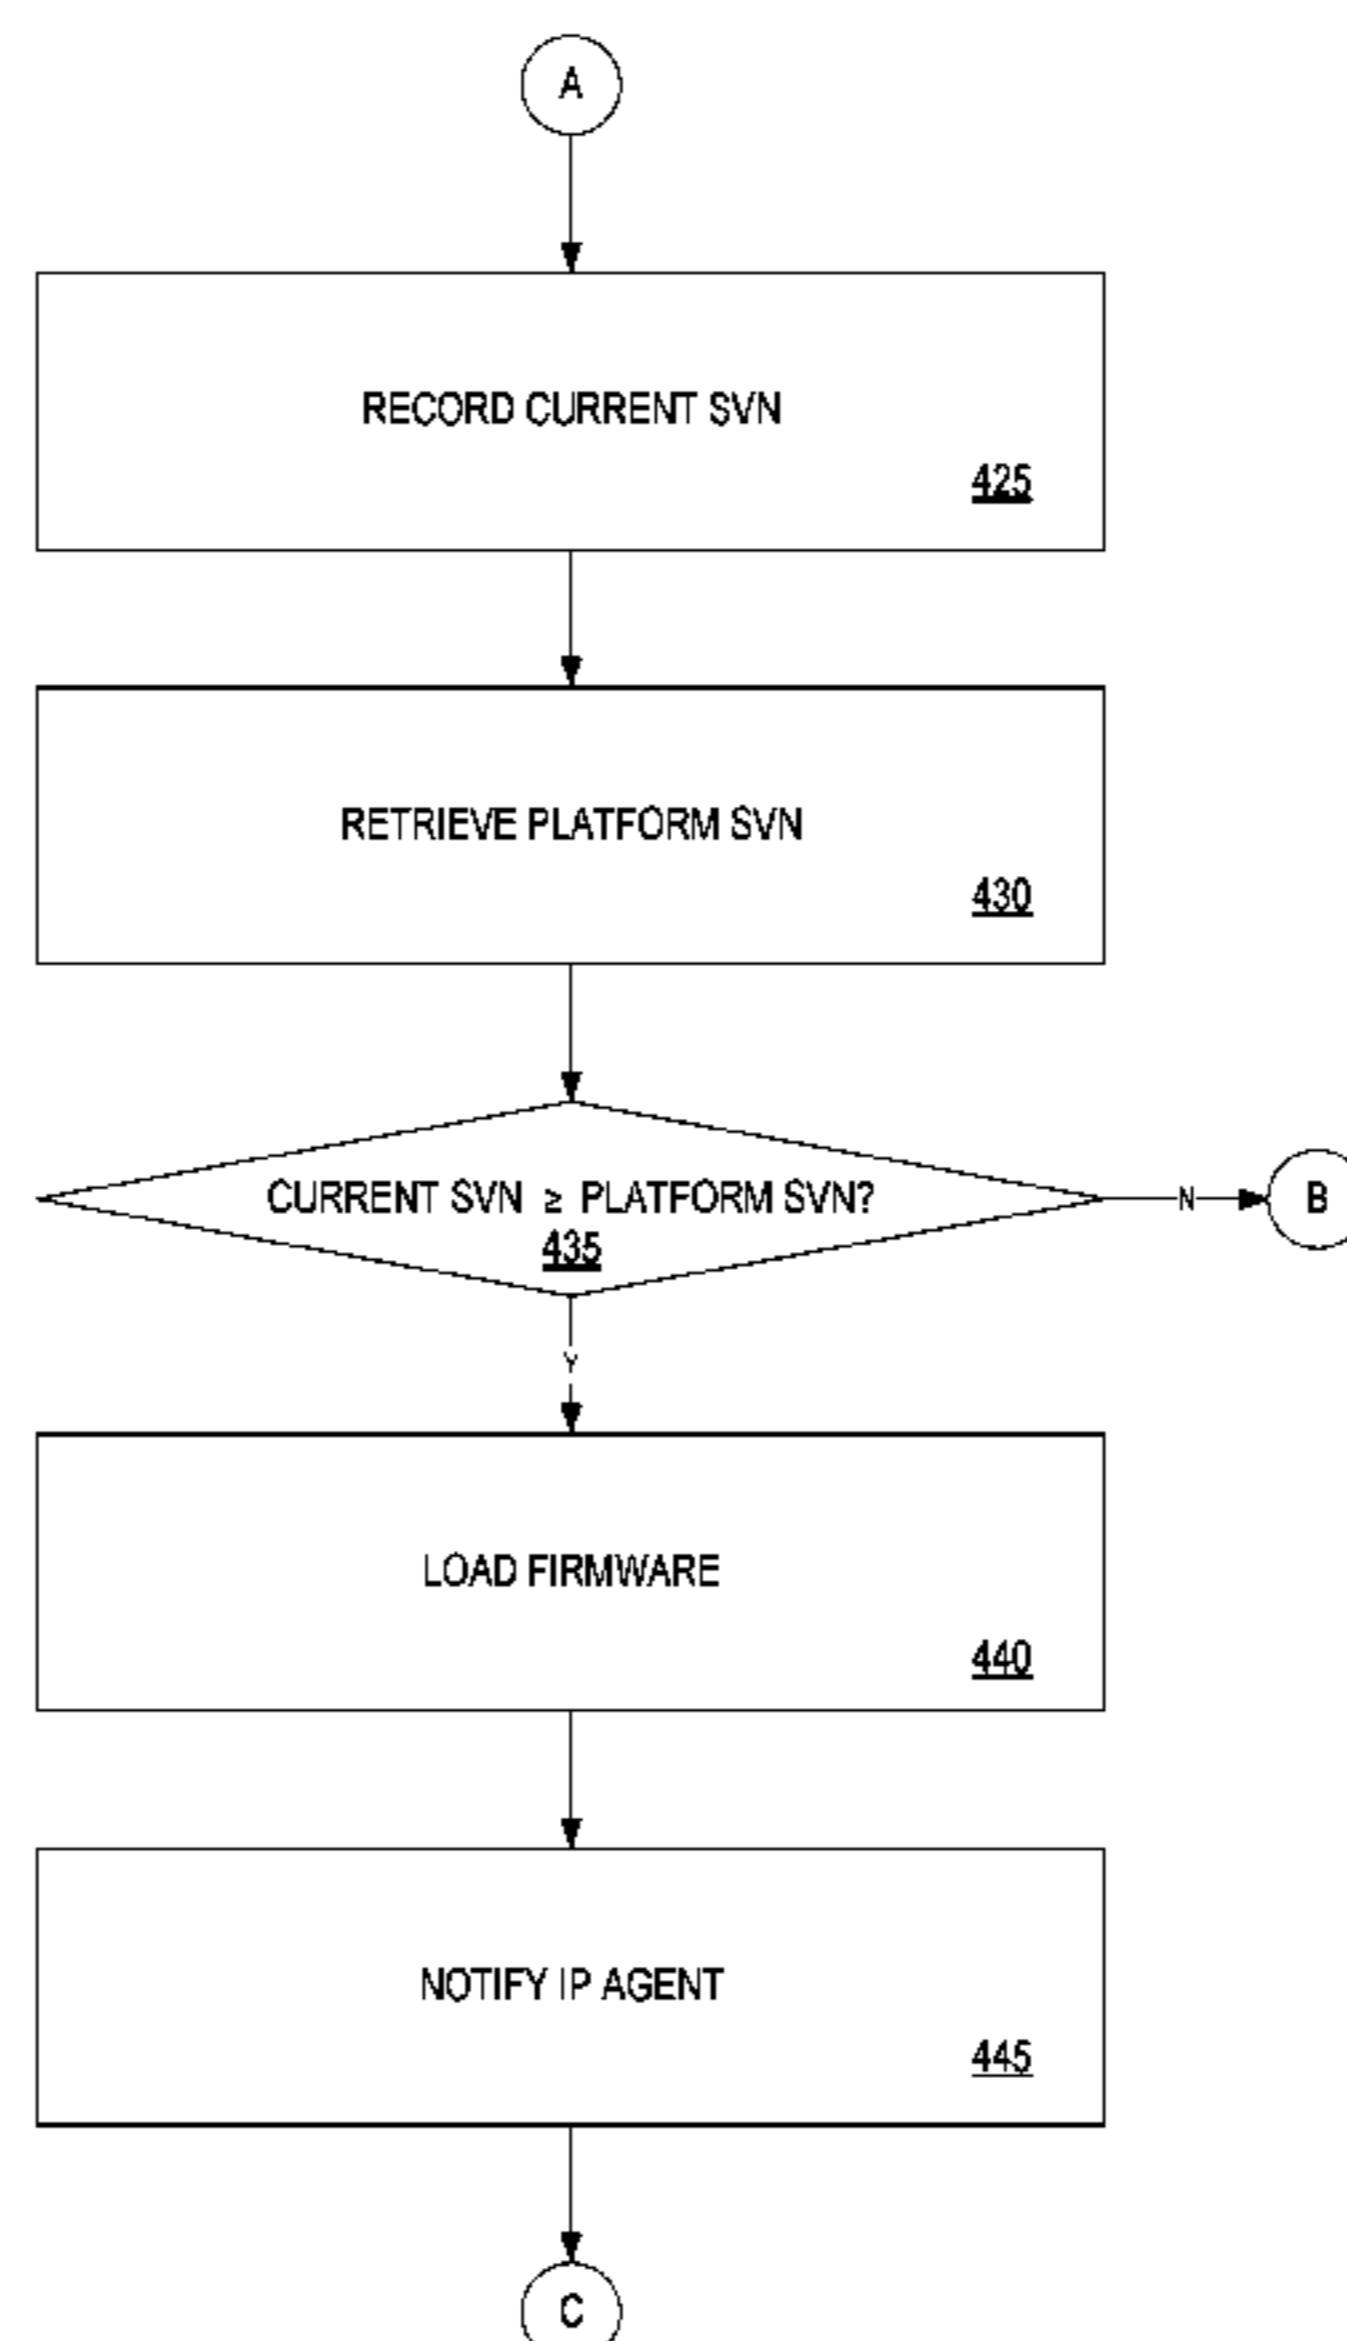 A
RECORD CURRENT SVN
425
RETRIEVE PLATFORM SVN
430
CURRENT SVN ≥ PLATFORM SVN?
435
N
B
Y
LOAD FIRMWARE
440
NOTIFY IP AGENT
445
C